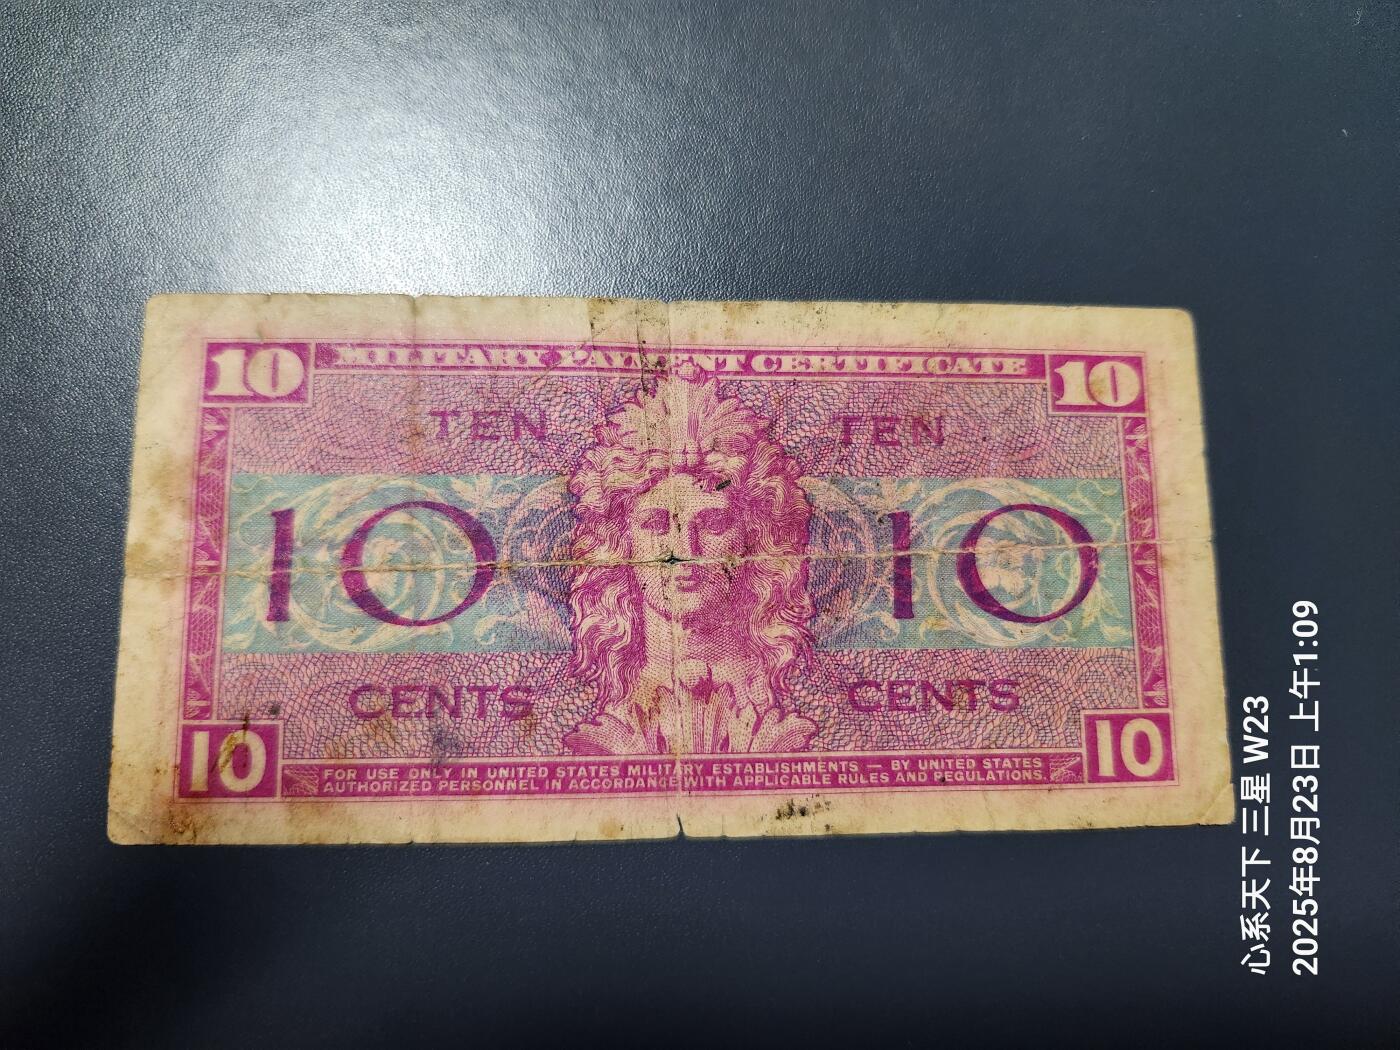 10 MILITARY PAYMENT CERTIFICATE 10
TEN TEN
10 10
CENTS CENTS
10 10
FOR USE ONLY IN UNITED STATES MILITARY ESTABLISHMENTS — BY UNITED STATES
AUTHORIZED PERSONNEL IN ACCORDANCE WITH APPLICABLE RULES AND REGULATIONS.
心系天下 三星 W23
2025年8月23日 上午1:09